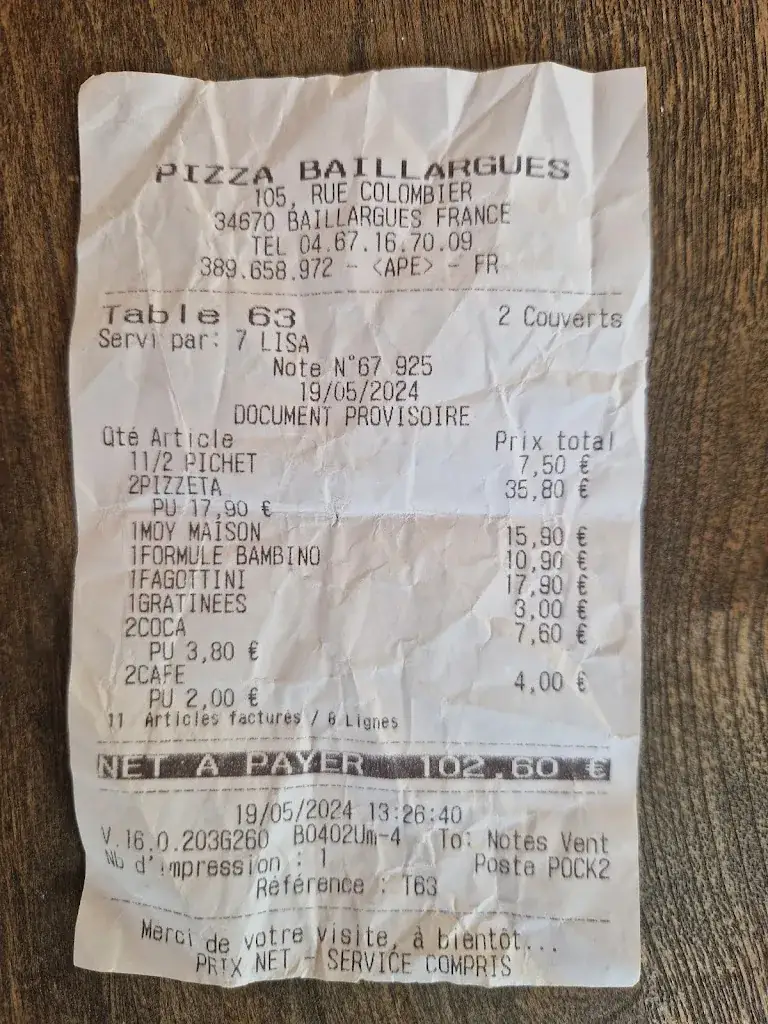 PIZZA BAILLARGUES
105, RUE COLOMBIER
34670 BAILLARGUES FRANCE
TEL 04.67.16.70.09
389.658.972 - <APE> - FR
Table 63 2 Couverts
Servi par: 7 LISA
Note N°67 925
19/05/2024
DOCUMENT PROVISOIRE
Qté Article Prix total
11/2 PICHET 7,50 €
2PIZZETA 35,80 €
PU 17,90 €
1MOY MAISON 15,90 €
1FORMULE BAMBINO 10,90 €
1FAGOTTINI 17,90 €
1GRATINEES 3,00 €
2COCA 7,60 €
PU 3,80 €
2CAFE 4,00 €
PU 2,00 €
11 Articles facturés / 8 Lignes
NET A PAYER 102,60 €
19/05/2024 13:26:40
V.16.0.203G260 B0402Um-4 To: Notes Vent
Nb d'impression : 1 Poste POCK2
Référence : T63
Merci de votre visite, à bientôt...
PRIX NET - SERVICE COMPRIS